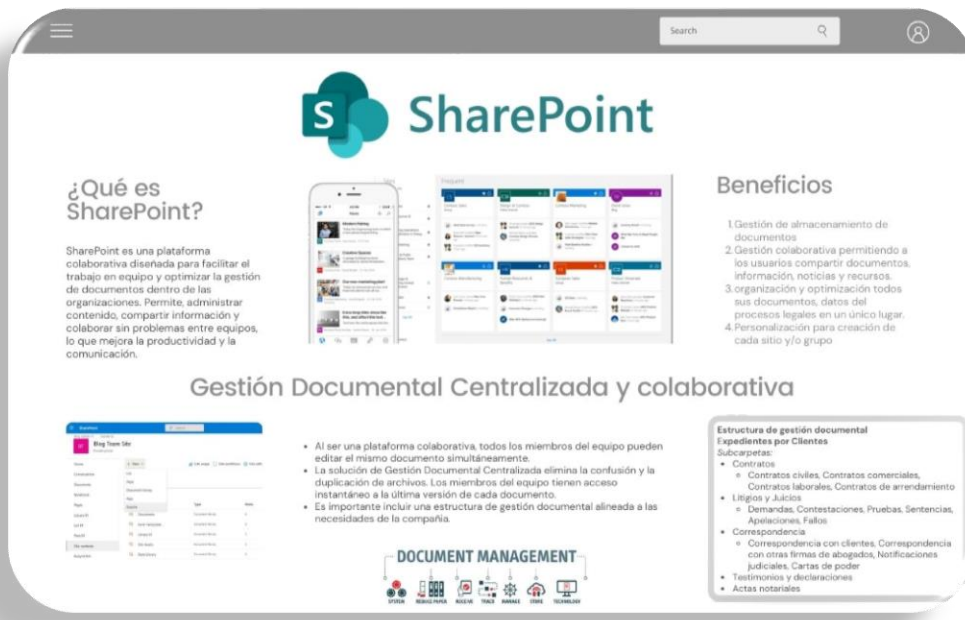 Search
S
SharePoint
¿Qué es
SharePoint?
SharePoint es una plataforma
colaborativa diseñada para facilitar el
trabajo en equipo y optimizar la gestión
de documentos dentro de las
organizaciones. Permite, administrar
contenido, compartir información y
colaborar sin problemas entre equipos,
lo que mejora la productividad y la
comunicación.
Frequent
Beneficios
1. Gestión de almacenamiento de
documentos
2. Gestión colaborativa permitiendo a
los usuarios compartir documentos,
información, noticias y recursos.
3. organización y optimización todos
sus documentos, datos del
procesos legales en un único lugar.
4. Personalización para creación de
cada sitio y/o grupo
Gestión Documental Centralizada y colaborativa
Blog Team Site
• Al ser una plataforma colaborativa, todos los miembros del equipo pueden
editar el mismo documento simultáneamente.
• La solución de Gestión Documental Centralizada elimina la confusión y la
duplicación de archivos. Los miembros del equipo tienen acceso
instantáneo a la última versión de cada documento.
• Es importante incluir una estructura de gestión documental alineada a las
necesidades de la compañia.
DOCUMENT MANAGEMENT
SYSTEM REDUCE PAPER RECEIVE TRACK MANAGE STORE TECHNOLOGY
Estructura de gestión documental
Expedientes por Clientes
Subcarpetas:
• Contratos
Contratos civiles, Contratos comerciales,
Contratos laborales, Contratos de arrendamiento
• Litigios y Juicios
Demandas, Contestaciones, Pruebas, Sentencias,
Apelaciones, Fallos
• Correspondencia
Correspondencia con clientes, Correspondencia
con otras firmas de abogados, Notificaciones
judiciales, Cartas de poder
• Testimonios y declaraciones
• Actas notariales